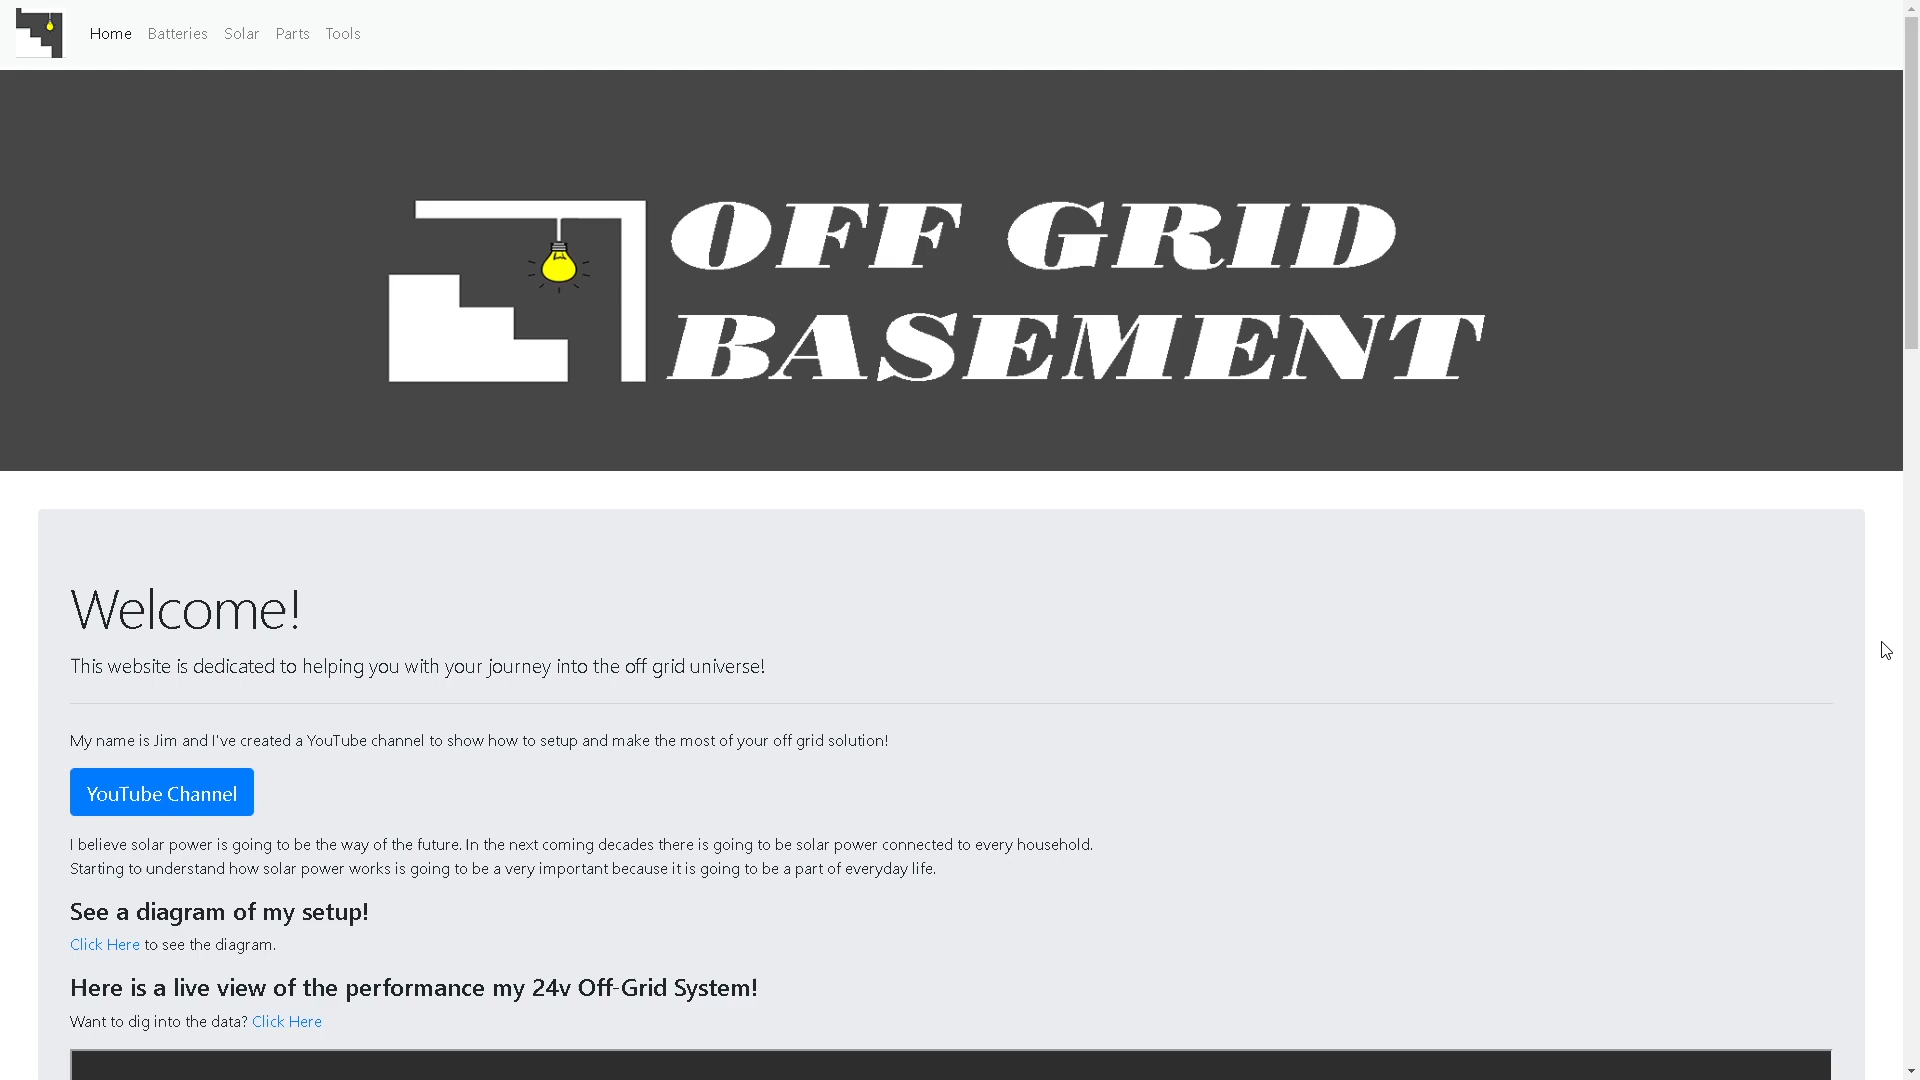 Home Batteries Solar Parts Tools
OFF GRID
BASEMENT
Welcome!
This website is dedicated to helping you with your journey into the off grid universe!
My name is Jim and I've created a YouTube channel to show how to setup and make the most of your off grid solution!
YouTube Channel
I believe solar power is going to be the way of the future. In the next coming decades there is going to be solar power connected to every household.
Starting to understand how solar power works is going to be a very important because it is going to be a part of everyday life.
See a diagram of my setup!
Click Here to see the diagram.
Here is a live view of the performance my 24v Off-Grid System!
Want to dig into the data? Click Here